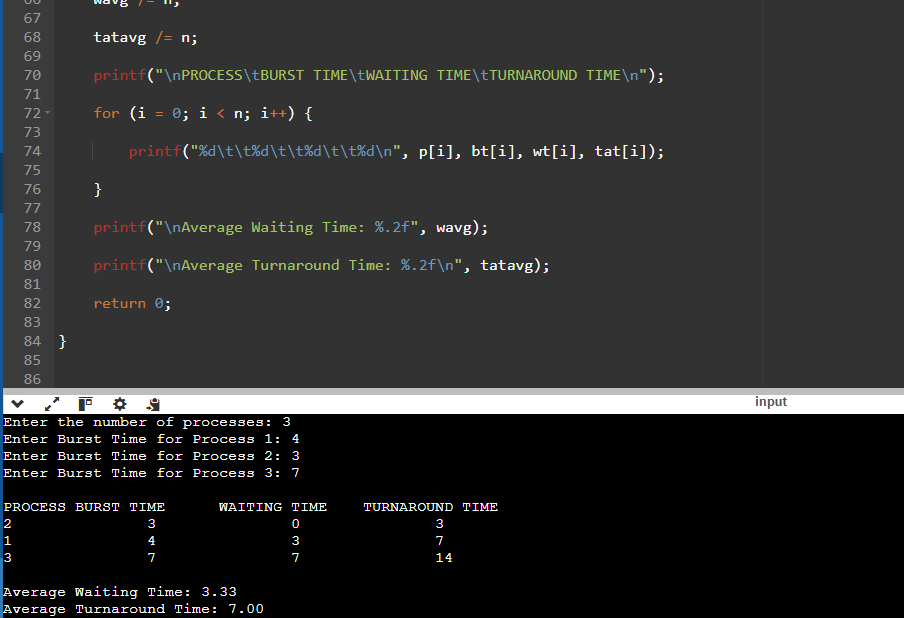 66 wavg /= n;
67
68 tatavg /= n;
69
70 printf("\nPROCESS\tBURST TIME\tWAITING TIME\tTURNAROUND TIME\n");
71
72 for (i = 0; i < n; i++) {
73
74 printf("%d\t\t%d\t\t%d\t\t%d\n", p[i], bt[i], wt[i], tat[i]);
75
76 }
77
78 printf("\nAverage Waiting Time: %.2f", wavg);
79
80 printf("\nAverage Turnaround Time: %.2f\n", tatavg);
81
82 return 0;
83
84 }
85
86
input
Enter the number of processes: 3
Enter Burst Time for Process 1: 4
Enter Burst Time for Process 2: 3
Enter Burst Time for Process 3: 7
PROCESS BURST TIME WAITING TIME TURNAROUND TIME
2 3 0 3
1 4 3 7
3 7 7 14
Average Waiting Time: 3.33
Average Turnaround Time: 7.00